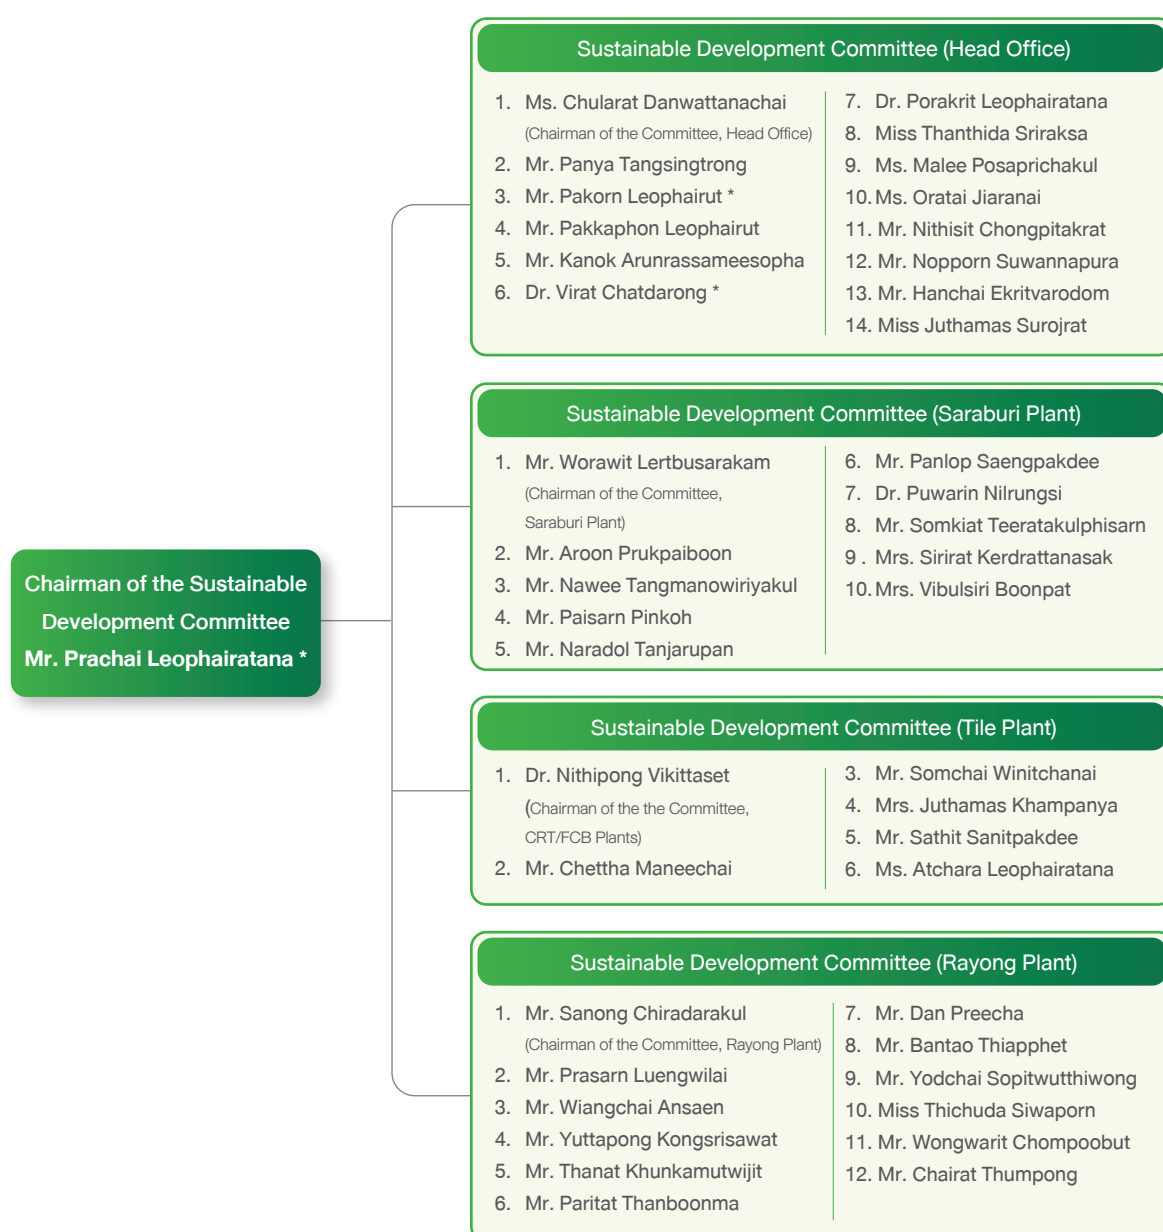 Chairman of the Sustainable
Development Committee
Mr. Prachai Leophairatana *
Sustainable Development Committee (Head Office)
1. Ms. Chularat Danwattanachai
(Chairman of the Committee, Head Office)
2. Mr. Panya Tangsingtrong
3. Mr. Pakorn Leophairut *
4. Mr. Pakkaphon Leophairut
5. Mr. Kanok Arunrassameesopha
6. Dr. Virat Chatdarong *
7. Dr. Porakrit Leophairatana
8. Miss Thanthida Sriraksa
9. Ms. Malee Posaprichakul
10. Ms. Oratai Jiaranai
11. Mr. Nithisit Chongpitakrat
12. Mr. Nopporn Suwannapura
13. Mr. Hanchai Ekritvarodom
14. Miss Juthamas Surojrat
Sustainable Development Committee (Saraburi Plant)
1. Mr. Worawit Lertbusarakam
(Chairman of the Committee,
Saraburi Plant)
2. Mr. Aroon Prukpaiboon
3. Mr. Nawee Tangmanowiriyakul
4. Mr. Paisarn Pinkoh
5. Mr. Naradol Tanjarupan
6. Mr. Panlop Saengpakdee
7. Dr. Puwarin Nilrungsi
8. Mr. Somkiat Teeratakulphisarn
9 . Mrs. Sirirat Kerdrattanasak
10. Mrs. Vibulsiri Boonpat
Sustainable Development Committee (Tile Plant)
1. Dr. Nithipong Vikittaset
(Chairman of the the Committee,
CRT/FCB Plants)
2. Mr. Chettha Maneechai
3. Mr. Somchai Winitchanai
4. Mrs. Juthamas Khampanya
5. Mr. Sathit Sanitpakdee
6. Ms. Atchara Leophairatana
Sustainable Development Committee (Rayong Plant)
1. Mr. Sanong Chiradarakul
(Chairman of the Committee, Rayong Plant)
2. Mr. Prasarn Luengwilai
3. Mr. Wiangchai Ansaen
4. Mr. Yuttapong Kongsrisawat
5. Mr. Thanat Khunkamutwijit
6. Mr. Paritat Thanboonma
7. Mr. Dan Preecha
8. Mr. Bantao Thiapphet
9. Mr. Yodchai Sopitwutthiwong
10. Miss Thichuda Siwaporn
11. Mr. Wongwarit Chompoobut
12. Mr. Chairat Thumpong